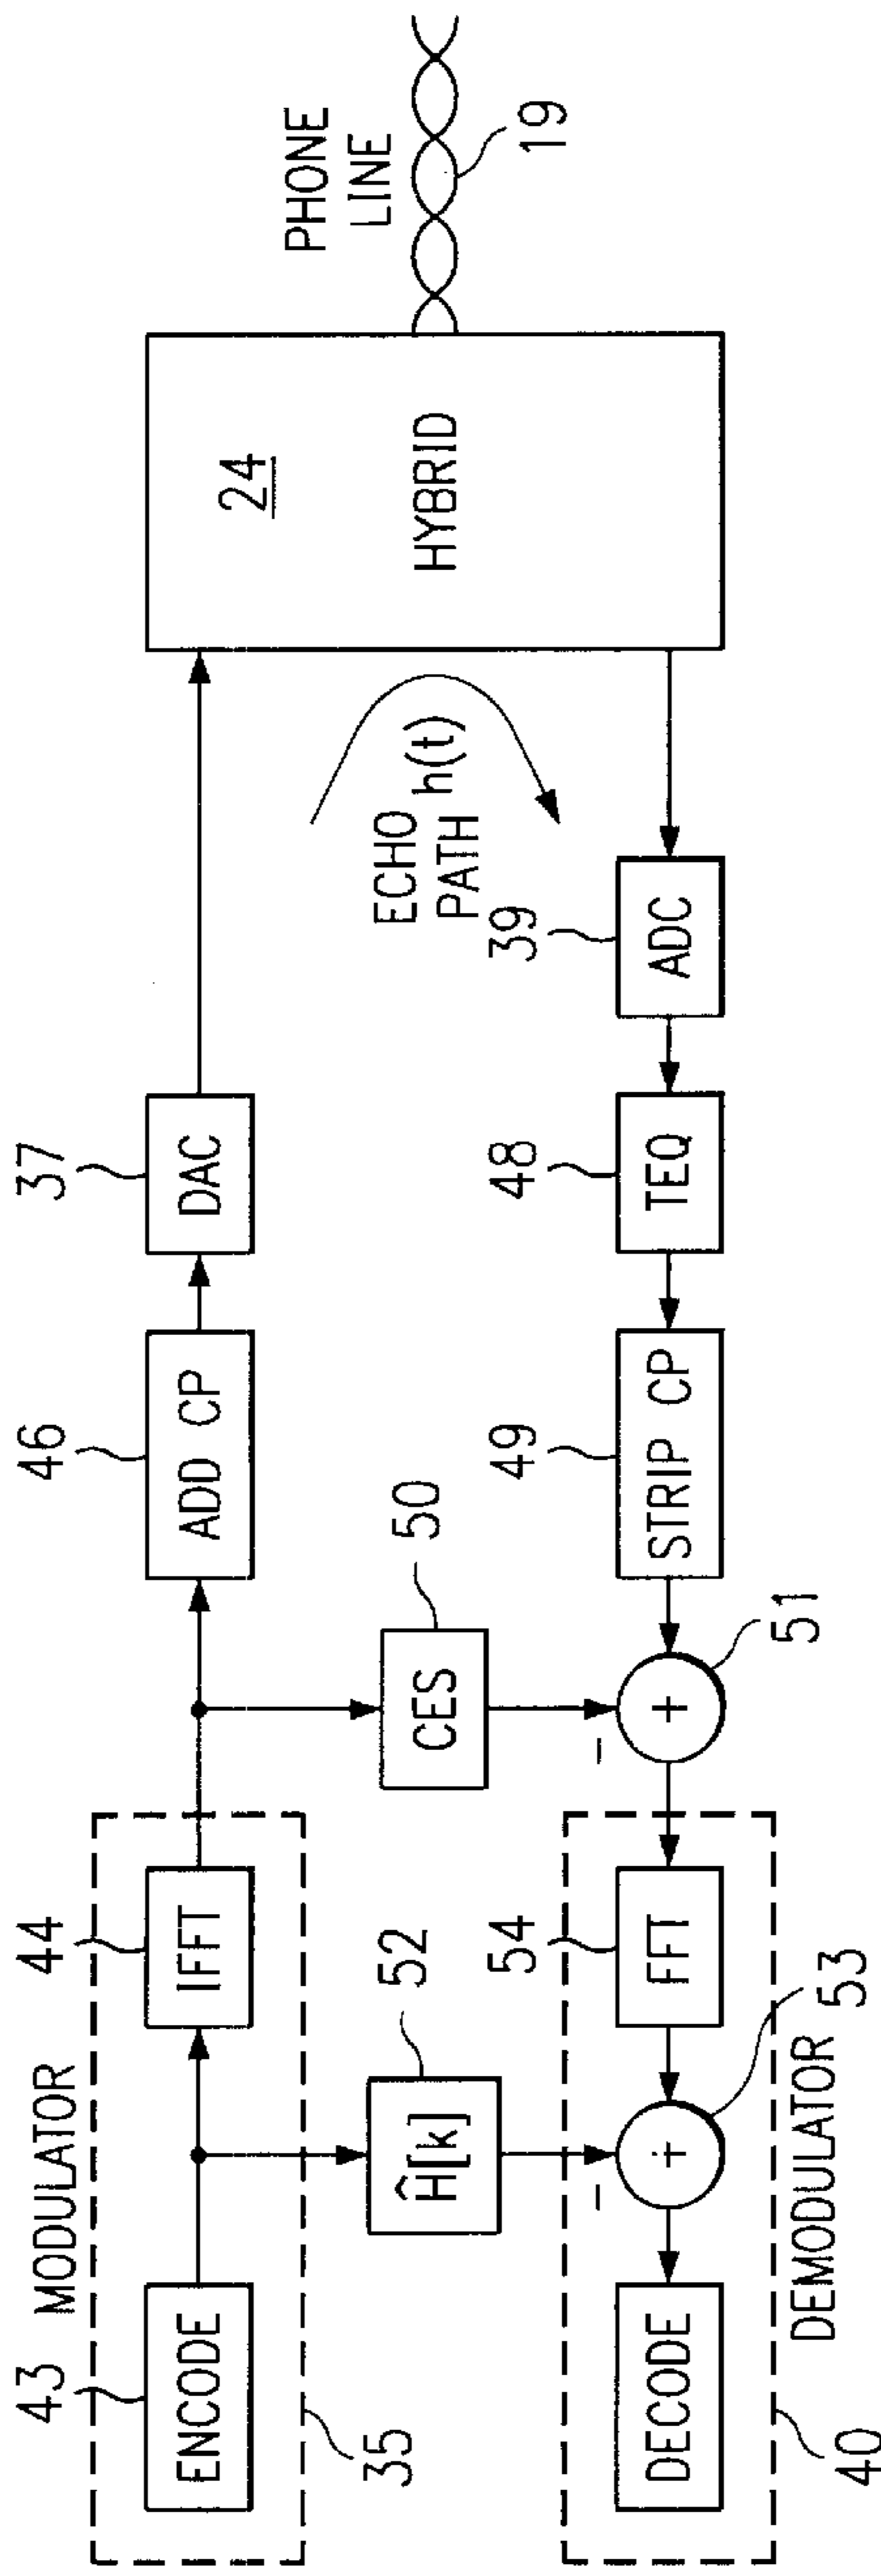 MODULATOR
43
ENCODE
44
IFFT
35
46
ADD CP
37
DAC
24
HYBRID
PHONE
LINE
19
ECHO
PATH
h(t)
52
Ĥ[k]
50
CES
39
ADC
48
TEQ
49
STRIP CP
51
+
-
54
FFT
53
+
-
DECODE
DEMODULATOR
40